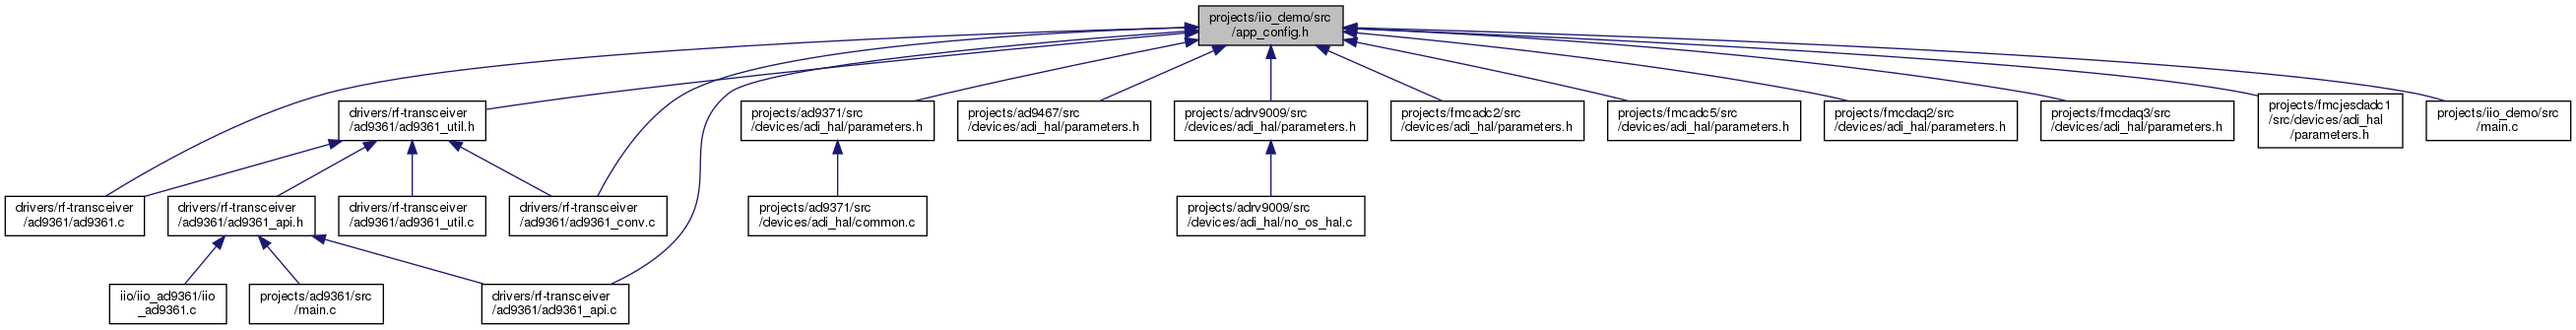 projects/iio_demo/src
/app_config.h
drivers/rf-transceiver
/ad9361/ad9361_util.h
projects/ad9371/src
/devices/adi_hal/parameters.h
projects/ad9467/src
/devices/adi_hal/parameters.h
projects/adrv9009/src
/devices/adi_hal/parameters.h
projects/fmcadc2/src
/devices/adi_hal/parameters.h
projects/fmcadc5/src
/devices/adi_hal/parameters.h
projects/fmcdaq2/src
/devices/adi_hal/parameters.h
projects/fmcdaq3/src
/devices/adi_hal/parameters.h
projects/fmcjesdadc1
/src/devices/adi_hal
/parameters.h
projects/iio_demo/src
/main.c
drivers/rf-transceiver
/ad9361/ad9361.c
drivers/rf-transceiver
/ad9361/ad9361_api.h
drivers/rf-transceiver
/ad9361/ad9361_util.c
drivers/rf-transceiver
/ad9361/ad9361_conv.c
projects/ad9371/src
/devices/adi_hal/common.c
projects/adrv9009/src
/devices/adi_hal/no_os_hal.c
iio/iio_ad9361/iio
_ad9361.c
projects/ad9361/src
/main.c
drivers/rf-transceiver
/ad9361/ad9361_api.c